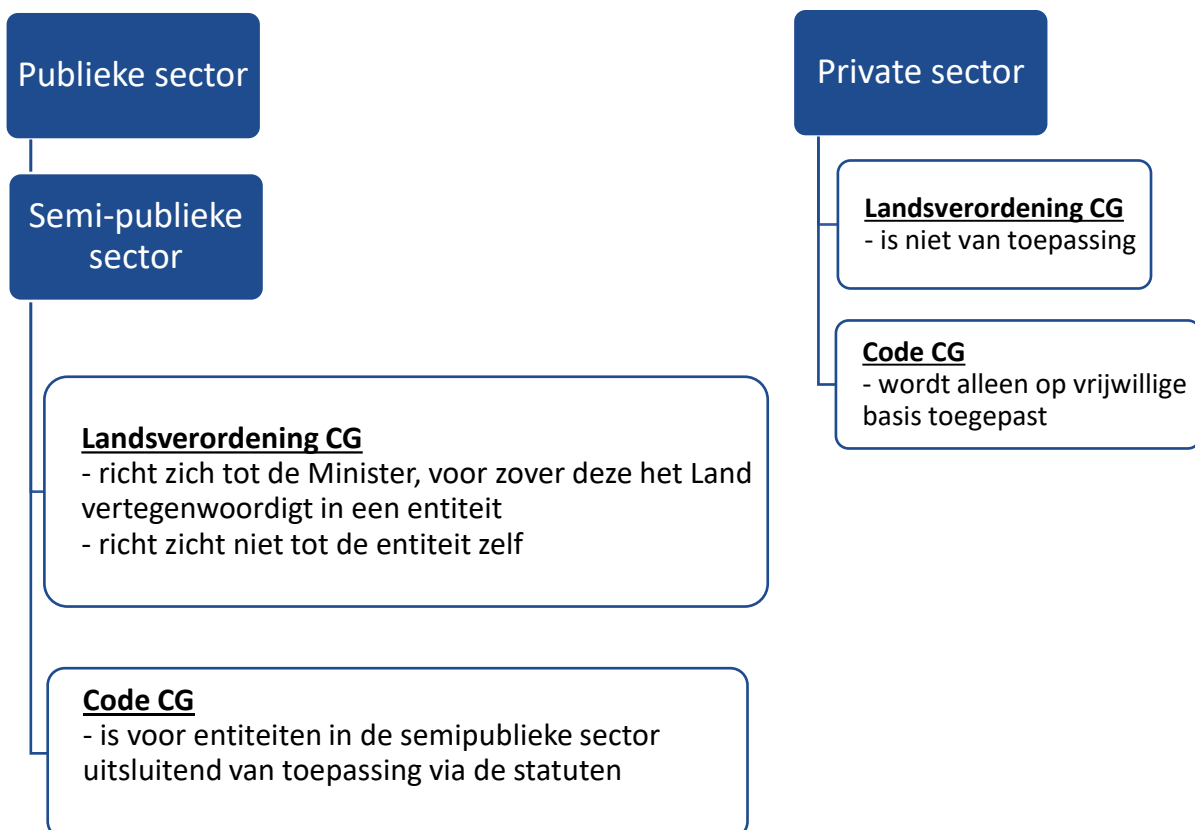 Publieke sector
Semi-publieke
sector
Landsverordening CG
- richt zich tot de Minister, voor zover deze het Land
vertegenwoordigt in een entiteit
- richt zicht niet tot de entiteit zelf
Code CG
- is voor entiteiten in de semipublieke sector
uitsluitend van toepassing via de statuten
Private sector
Landsverordening CG
- is niet van toepassing
Code CG
- wordt alleen op vrijwillige
basis toegepast